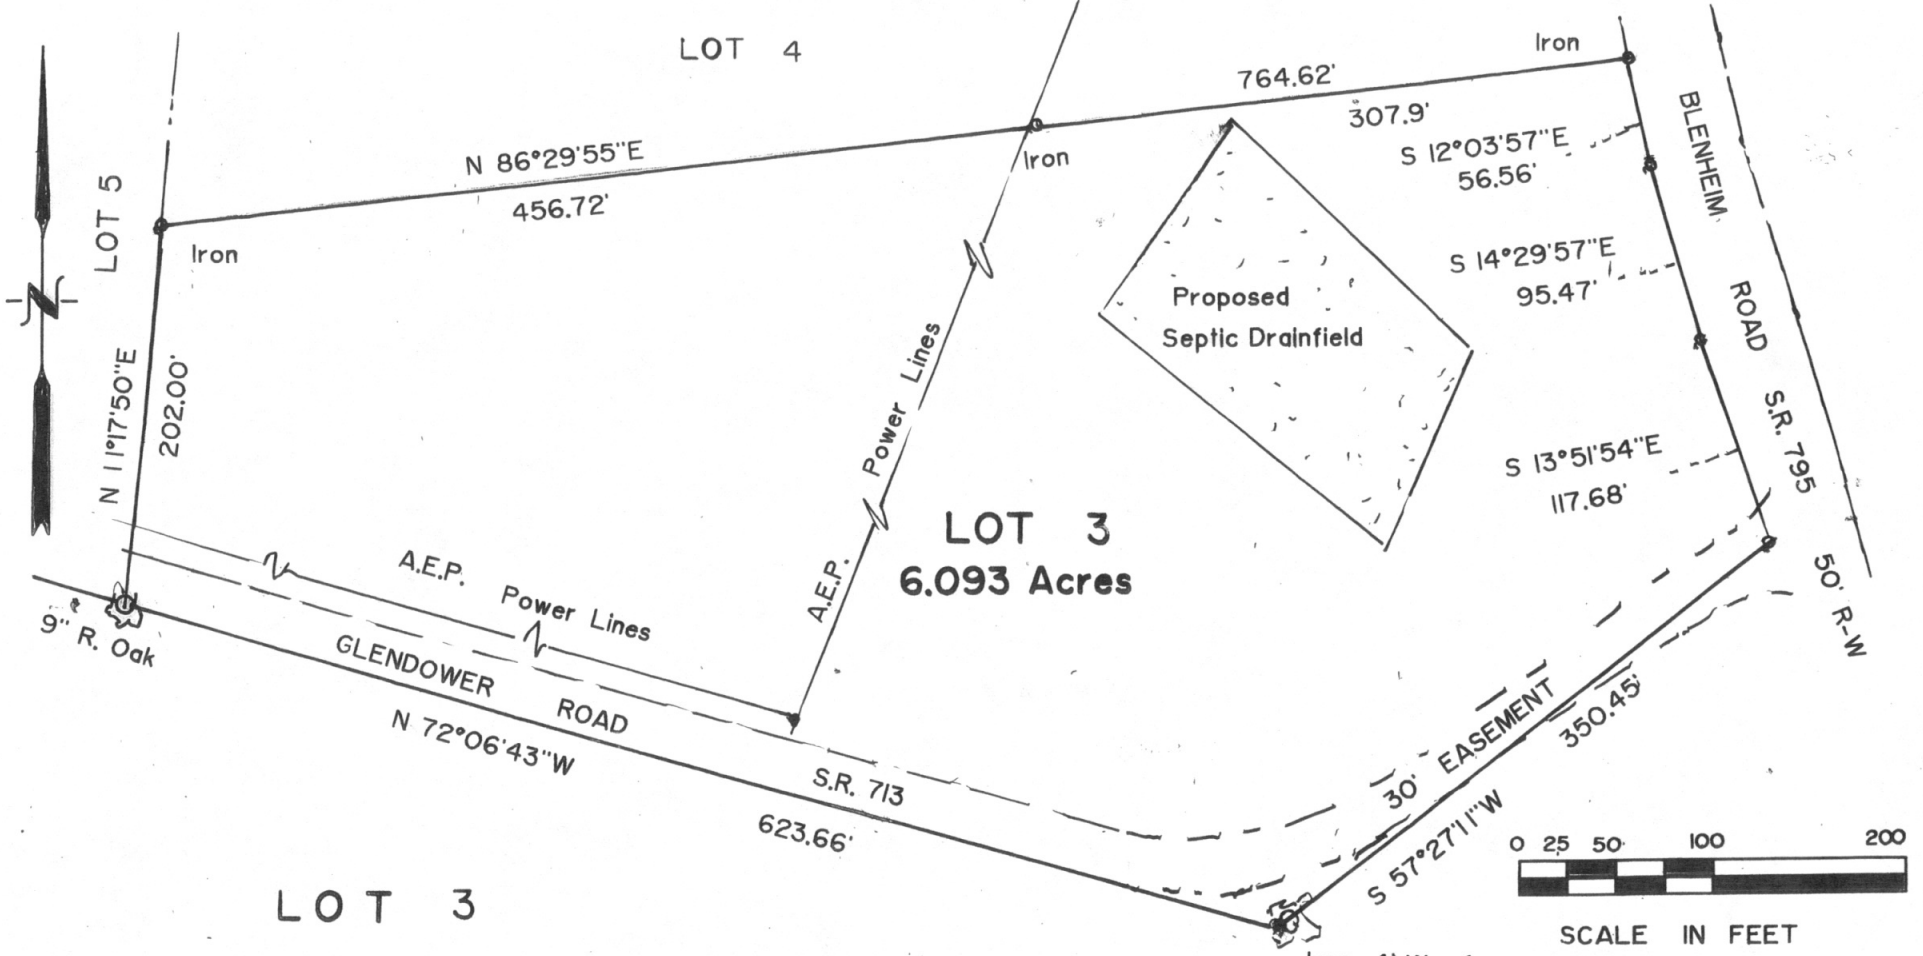 LOT 4
Iron
764.62'
307.9'
N 86°29'55"E
456.72'
Iron
Iron
LOT 5
N 11°17'50"E
202.00'
S 12°03'57"E
56.56'
S 14°29'57"E
95.47'
S 13°51'54"E
117.68'
BLENHEIM ROAD S.R. 795
50' R-W
Proposed
Septic Drainfield
A.E.P. Power Lines
LOT 3
6.093 Acres
A.E.P. Power Lines
9" R. Oak
GLENDOWER ROAD S.R. 713
N 72°06'43"W
623.66'
30' EASEMENT
350.45'
S 57°27'11"W
LOT 3
0 25 50 100 200
SCALE IN FEET